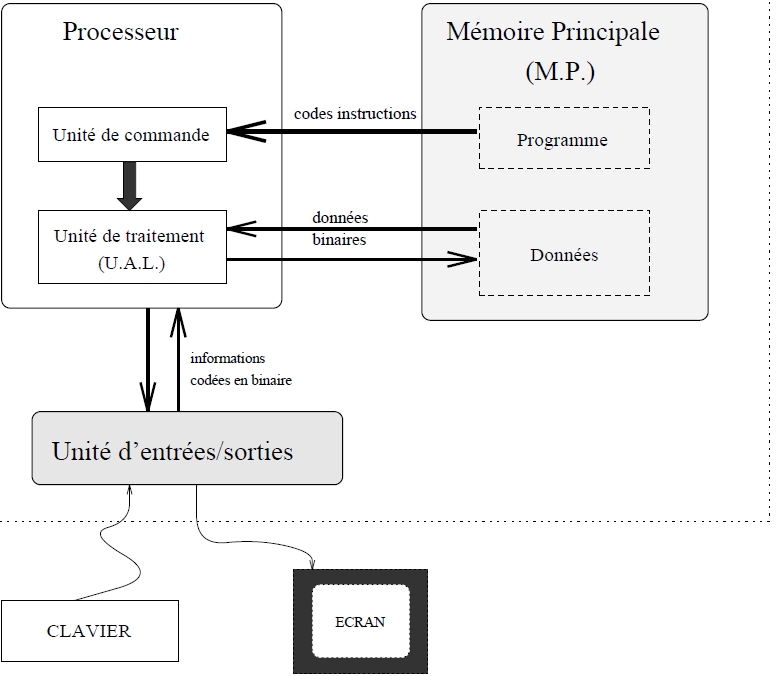 Processeur
Mémoire Principale
(M.P.)
codes instructions
Unité de commande
Programme
données
binaires
Unité de traitement
(U.A.L.)
Données
informations
codées en binaire
Unité d'entrées/sorties
CLAVIER
ECRAN